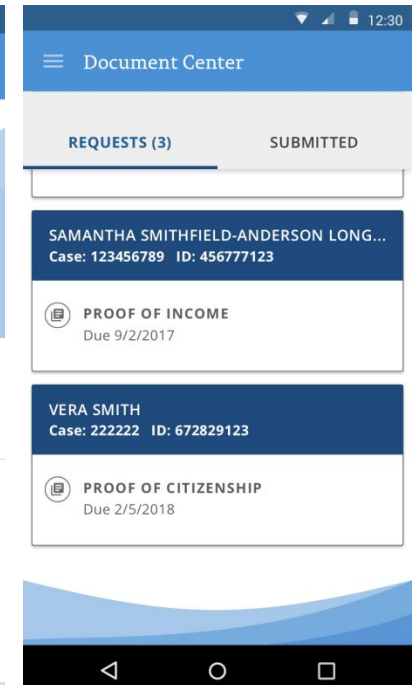 12:30
Document Center
REQUESTS (3) SUBMITTED
SAMANTHA SMITHFIELD-ANDERSON LONG...
Case: 123456789 ID: 456777123
PROOF OF INCOME
Due 9/2/2017
VERA SMITH
Case: 222222 ID: 672829123
PROOF OF CITIZENSHIP
Due 2/5/2018